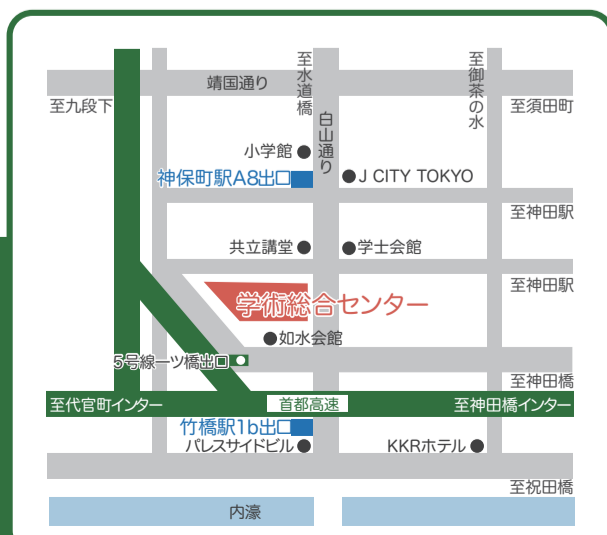 至水道橋
至御茶の水
靖国通り
至九段下
至須田町
白山通り
小学館
神保町駅A8出口
J CITY TOKYO
至神田駅
共立講堂
学士会館
至神田駅
学術総合センター
如水会館
5号線一ツ橋出口
至神田橋
至代官町インター
首都高速
至神田橋インター
竹橋駅1b出口
パレスサイドビル
KKRホテル
至祝田橋
内濠